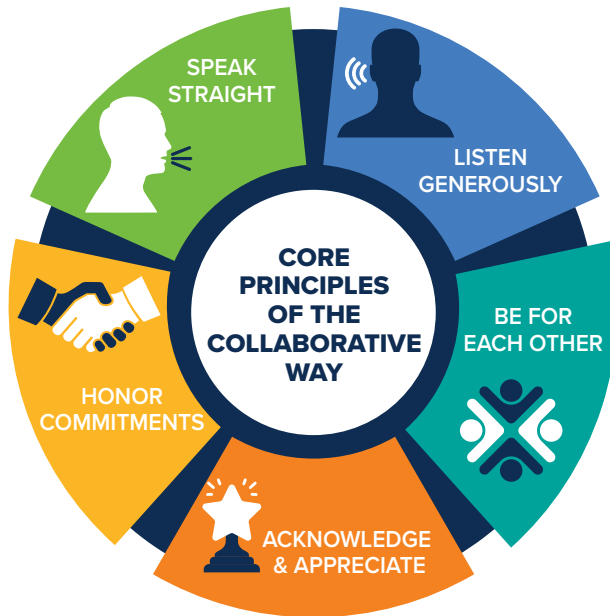 SPEAK
STRAIGHT
LISTEN
GENEROUSLY
CORE
PRINCIPLES
OF THE
COLLABORATIVE
WAY
BE FOR
EACH OTHER
HONOR
COMMITMENTS
ACKNOWLEDGE
& APPRECIATE